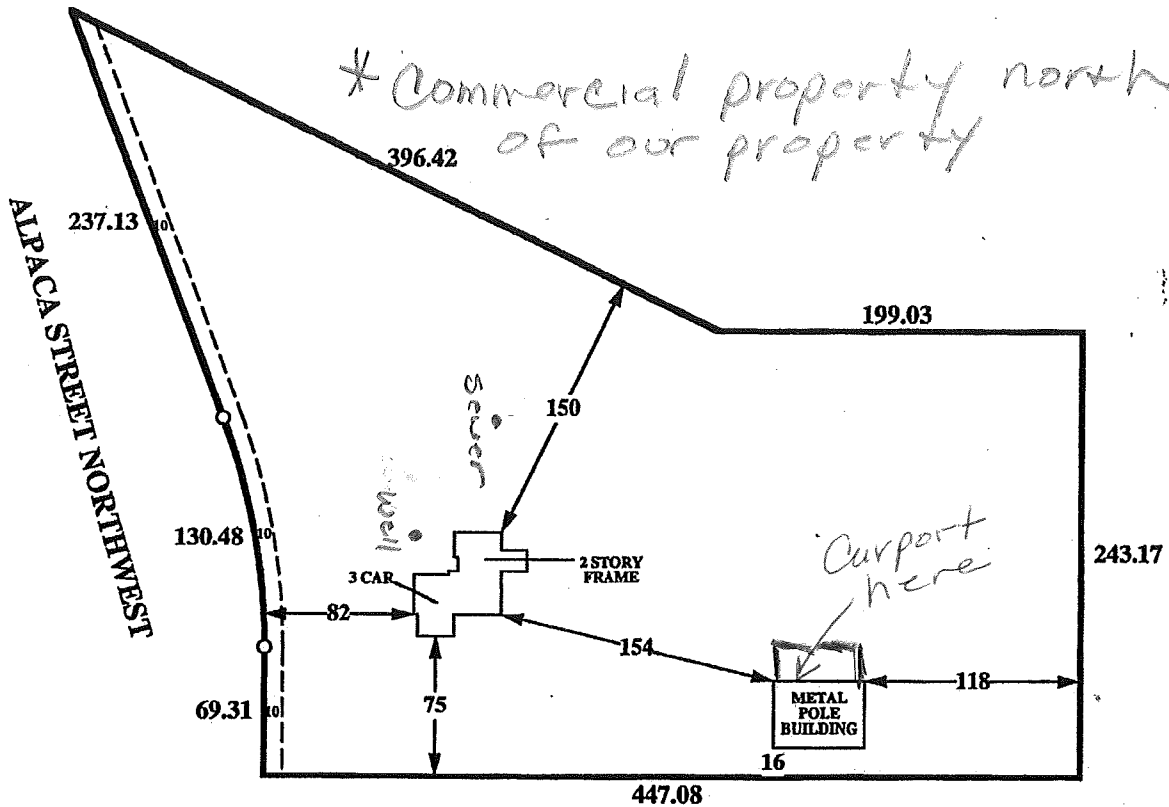 * Commercial property north
of our property
396.42
237.13
10
ALPACA STREET NORTHWEST
199.03
Sewer
150
well
130.48
10
3 CAR
2 STORY
FRAME
Carport
here
243.17
82
154
118
69.31
10
75
METAL
POLE
BUILDING
16
447.08